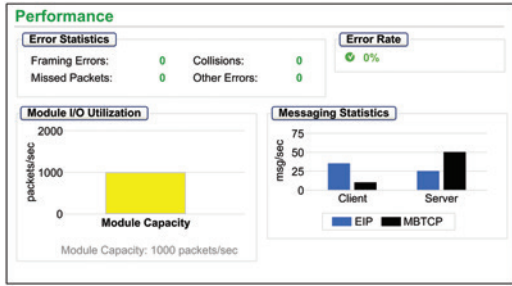 Performance
Error Statistics
Framing Errors: 0 Collisions: 0
Missed Packets: 0 Other Errors: 0
Error Rate
0%
Module I/O Utilization
packets/sec
2000
1000
0
Module Capacity
Module Capacity: 1000 packets/sec
Messaging Statistics
msg/sec
75
50
25
0
Client Server
EIP MBTCP